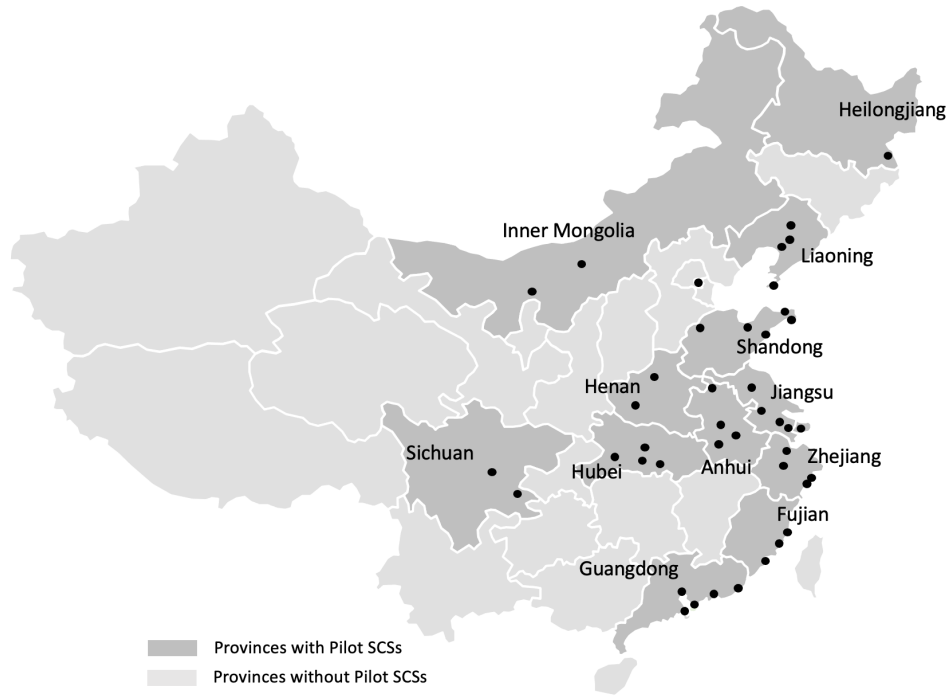 Heilongjiang
Inner Mongolia
Liaoning
Shandong
Henan
Jiangsu
Sichuan
Hubei
Anhui
Zhejiang
Fujian
Guangdong
Provinces with Pilot SCSs
Provinces without Pilot SCSs